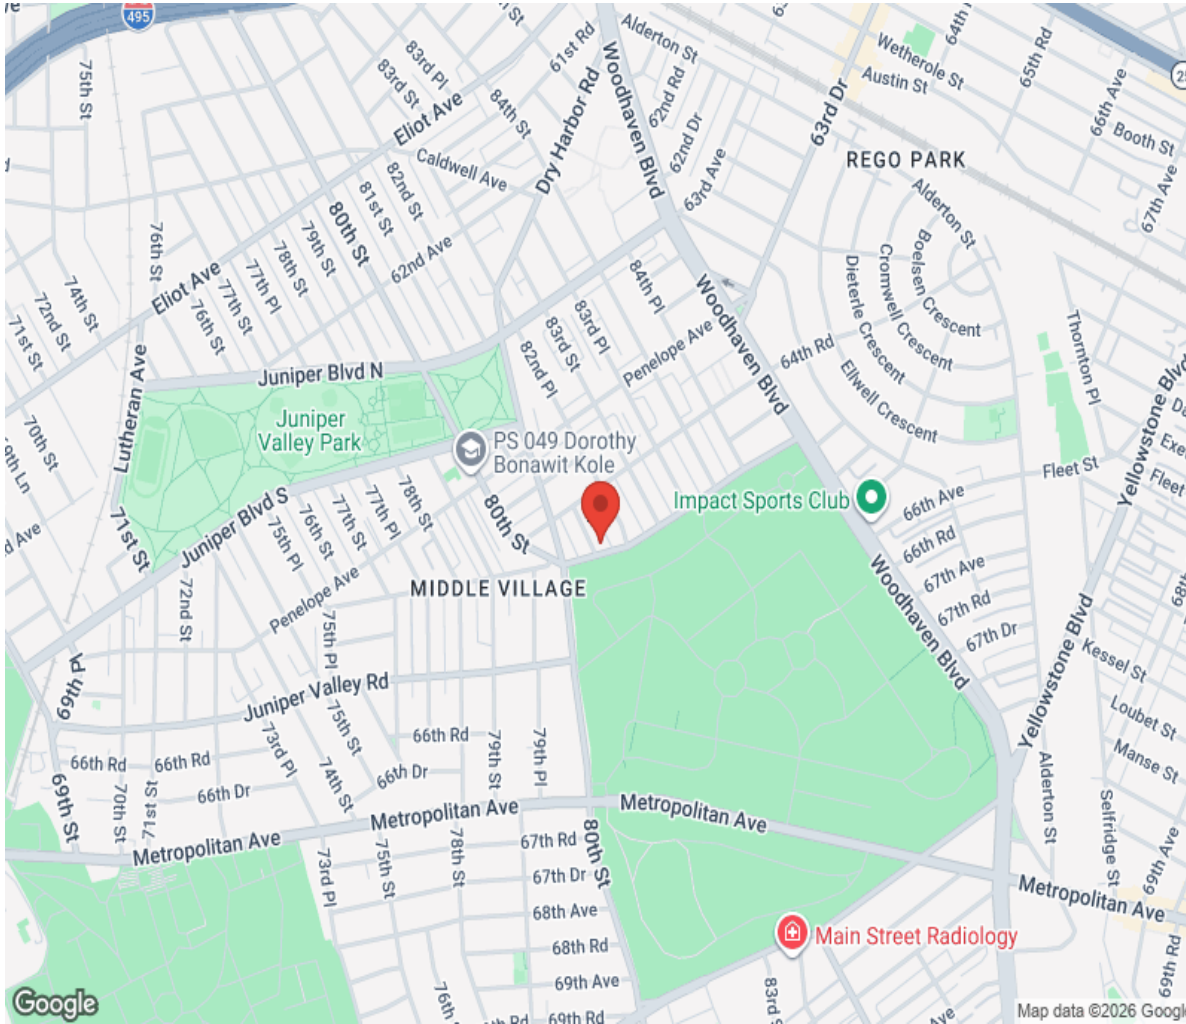 495
75th St
83rd Pl
83rd St
84th St
61st Rd
Alderton St
Wetherole St
64th
65th Rd
Austin St
66th Ave
Booth St
67th Ave
Woodhaven Blvd
62nd Rd
62nd Dr
63rd Ave
63rd Dr
REGO PARK
Eliot Ave
Caldwell Ave
Dry Harbor Rd
82nd St
81st St
80th St
79th St
78th St
77th Pl
77th St
76th St
62nd Ave
76th St
Eliot Ave
74th St
72nd St
71st St
84th Pl
83rd Pl
83rd St
82nd Pl
Penelope Ave
Woodhaven Blvd
64th Rd
Alderton St
Boelsen Crescent
Cromwell Crescent
Dieterle Crescent
Ellwell Crescent
Thornton Pl
Yellowstone Blvd
Fleet St
Fleet
Lutheran Ave
Juniper Blvd N
Juniper
Valley Park
PS 049 Dorothy
Bonawit Kole
Impact Sports Club
70th St
71st St
Juniper Blvd S
78th St
77th Pl
77th St
76th St
75th Pl
80th St
66th Ave
66th Rd
67th Ave
67th Rd
67th Dr
Woodhaven Blvd
MIDDLE VILLAGE
Penelope Ave
72nd St
75th Pl
69th Pl
Juniper Valley Rd
Yellowstone Blvd
Kessel St
Loubet St
Manse St
66th Rd
66th Rd
66th Dr
73rd Pl
75th St
74th St
66th Rd
66th Dr
79th St
79th Pl
69th St
70th St
71st St
Metropolitan Ave
Metropolitan Ave
Metropolitan Ave
Metropolitan Ave
Alderton St
Selfridge St
69th Ave
69th Rd
73rd Pl
75th St
78th St
67th Rd
67th Dr
68th Ave
68th Rd
69th Ave
69th Rd
80th St
76th
83rd
Main Street Radiology
Google
Map data ©2026 Google